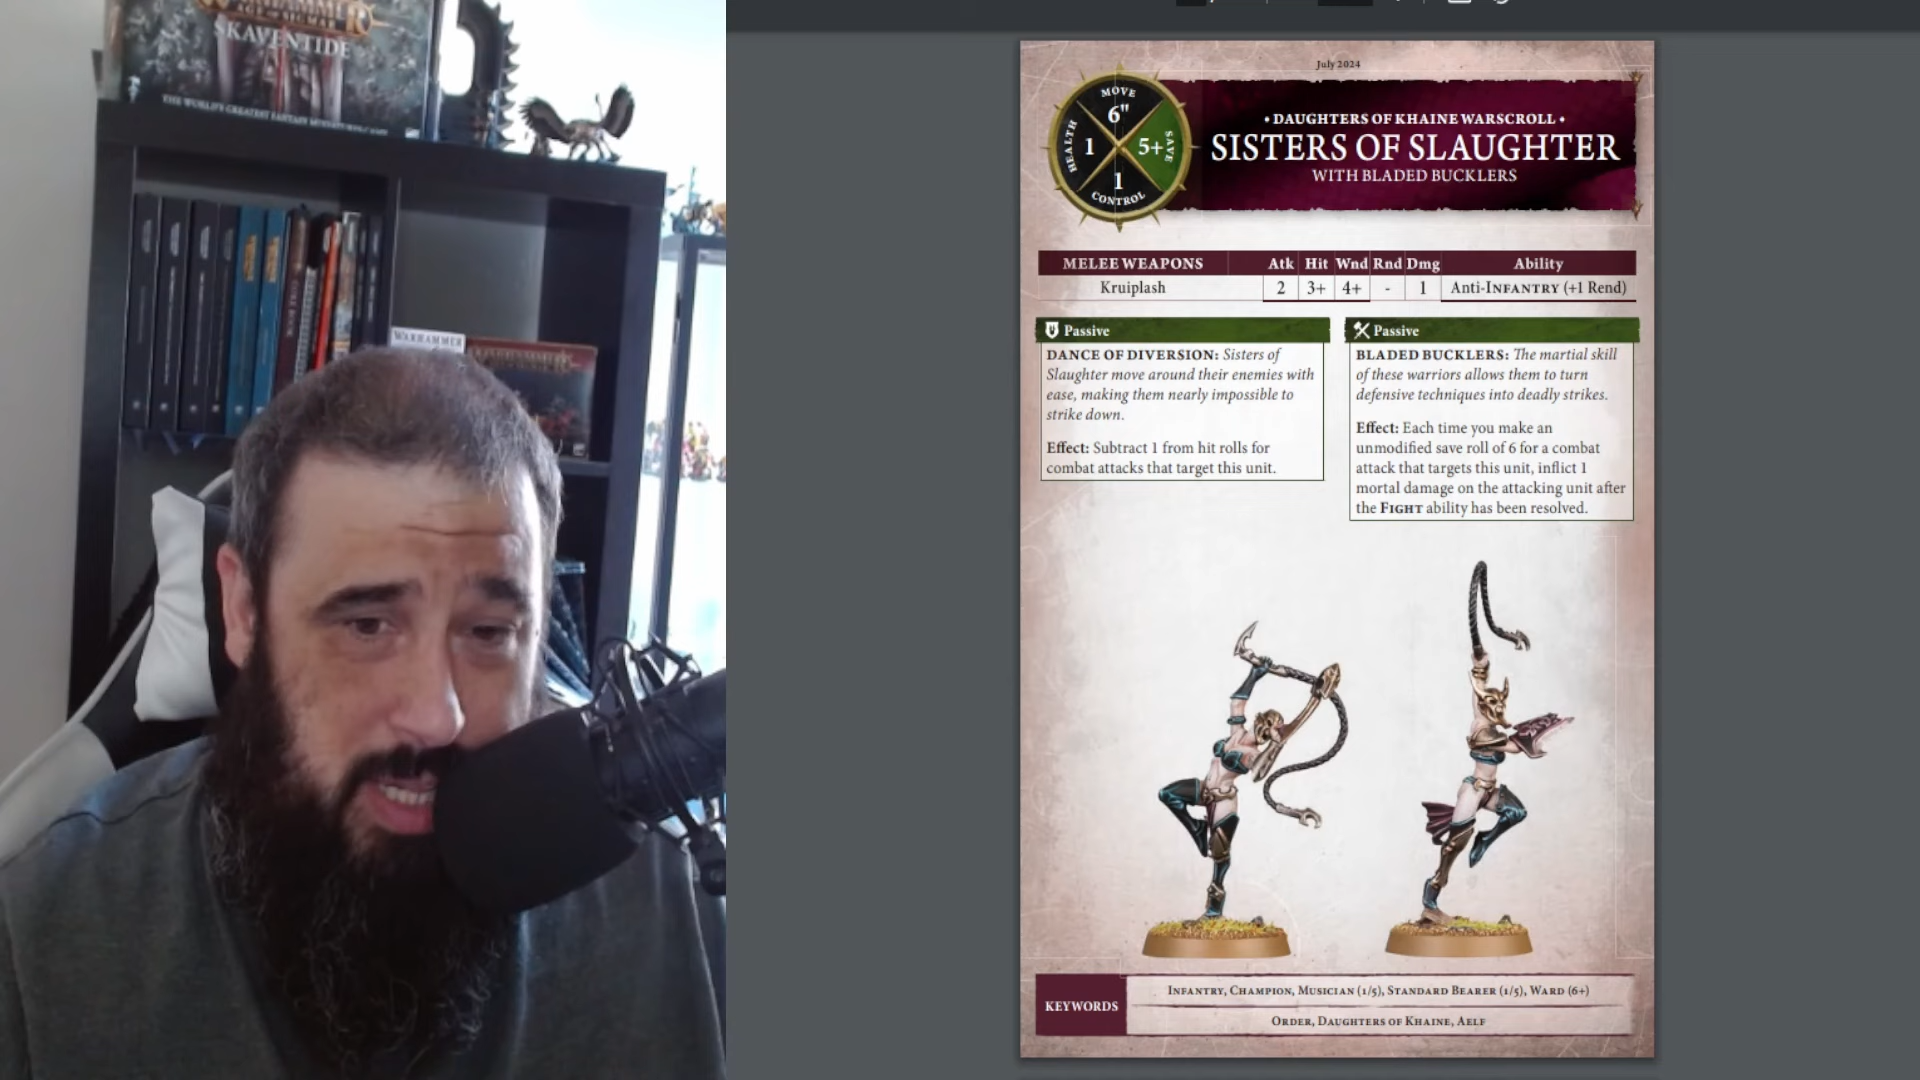 SKAVENTIDE
WARHAMMER
July 2024
MOVE
6"
HEALTH
1
5+
SAVE
1
CONTROL
• DAUGHTERS OF KHAINE WARSCROLL •
SISTERS OF SLAUGHTER
WITH BLADED BUCKLERS
MELEE WEAPONS Atk Hit Wnd Rnd Dmg Ability
Kruiplash 2 3+ 4+ - 1 Anti-INFANTRY (+1 Rend)
Passive
DANCE OF DIVERSION: Sisters of
Slaughter move around their enemies with
ease, making them nearly impossible to
strike down.
Effect: Subtract 1 from hit rolls for
combat attacks that target this unit.
Passive
BLADED BUCKLERS: The martial skill
of these warriors allows them to turn
defensive techniques into deadly strikes.
Effect: Each time you make an
unmodified save roll of 6 for a combat
attack that targets this unit, inflict 1
mortal damage on the attacking unit after
the FIGHT ability has been resolved.
KEYWORDS
INFANTRY, CHAMPION, MUSICIAN (1/5), STANDARD BEARER (1/5), WARD (6+)
ORDER, DAUGHTERS OF KHAINE, AELF